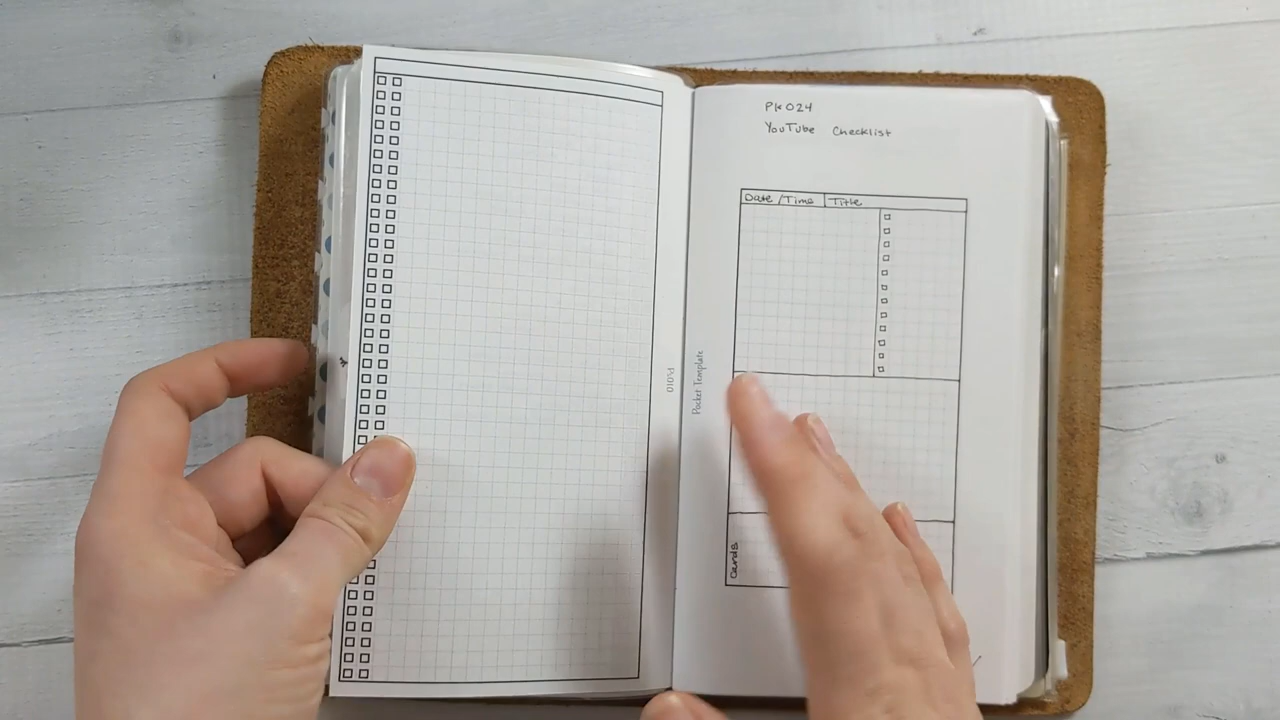 P.010
Pocket Template
PK024
YouTube Checklist
Date/Time Title
Cards